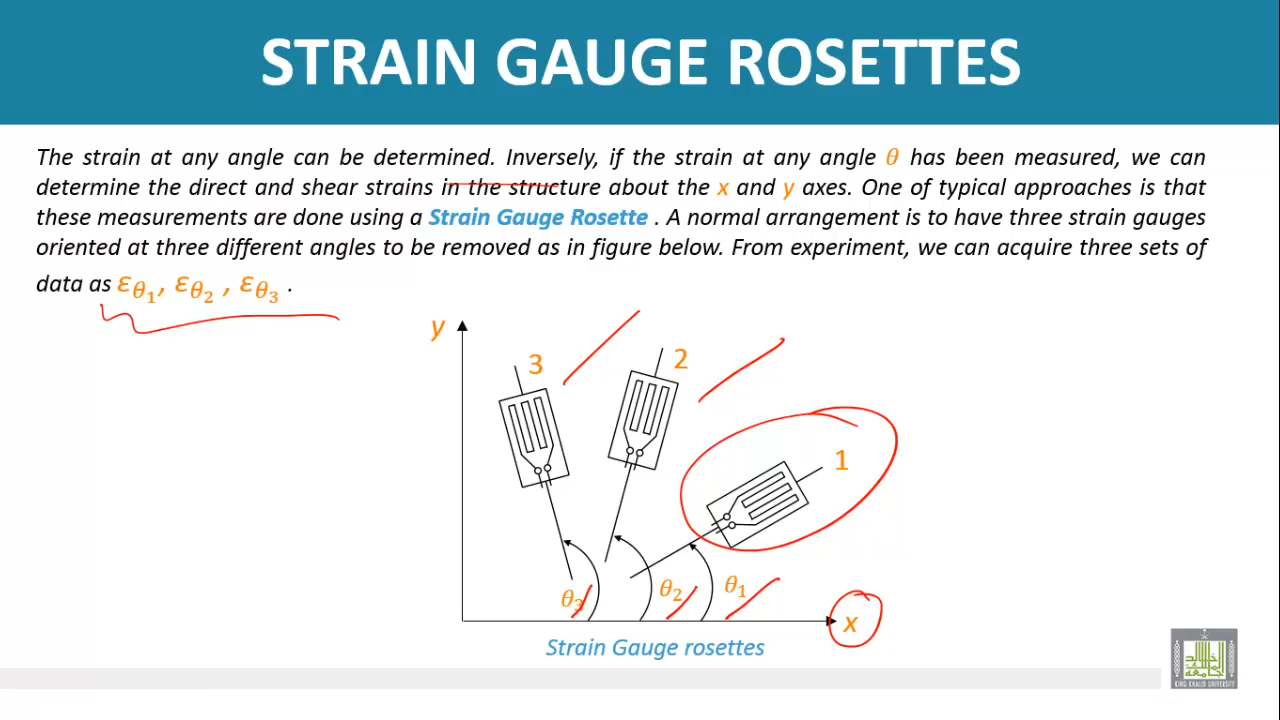 STRAIN GAUGE ROSETTES
The strain at any angle can be determined. Inversely, if the strain at any angle θ has been measured, we can
determine the direct and shear strains in the structure about the x and y axes. One of typical approaches is that
these measurements are done using a Strain Gauge Rosette . A normal arrangement is to have three strain gauges
oriented at three different angles to be removed as in figure below. From experiment, we can acquire three sets of
data as εθ₁, εθ₂ , εθ₃ .
y
3
2
1
θ₃
θ₂
θ₁
x
Strain Gauge rosettes
KING KHALID UNIVERSITY